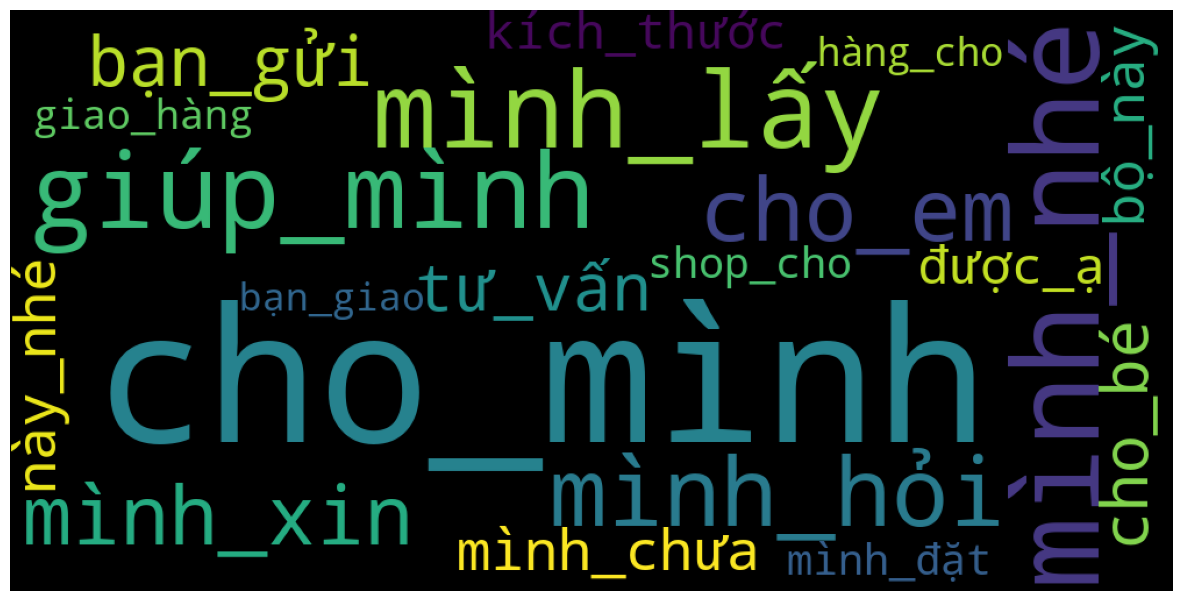 kích_thước
bạn_gửi
hàng_cho
mình_lấy
giao_hàng
giúp_mình
cho_em
mình_nhé
bộ_này
shop_cho
được_ạ
tư_vấn
bạn_giao
này_nhé
cho_mình
cho_bé
mình_hỏi
mình_xin
mình_chưa
mình_đặt